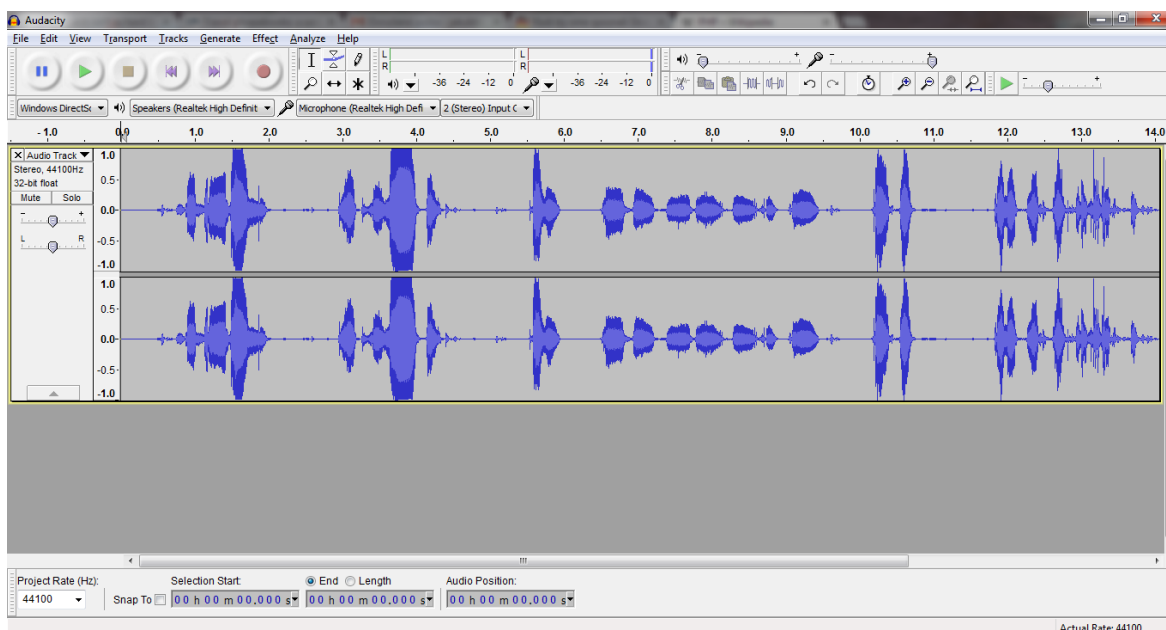 Audacity
File Edit View Transport Tracks Generate Effect Analyze Help
L
R
L
R
-36 -24 -12 0
-36 -24 -12 0
Windows DirectSc
Speakers (Realtek High Definit
Microphone (Realtek High Defi
2 (Stereo) Input C
-1.0 0.0 1.0 2.0 3.0 4.0 5.0 6.0 7.0 8.0 9.0 10.0 11.0 12.0 13.0 14.0
Audio Track
Stereo, 44100Hz
32-bit float
Mute Solo
- +
L R
1.0
0.5
0.0
-0.5
-1.0
1.0
0.5
0.0
-0.5
-1.0
Project Rate (Hz): Selection Start: End Length Audio Position:
44100 Snap To 00 h 00 m 00.000 s 00 h 00 m 00.000 s 00 h 00 m 00.000 s
Actual Rate: 44100